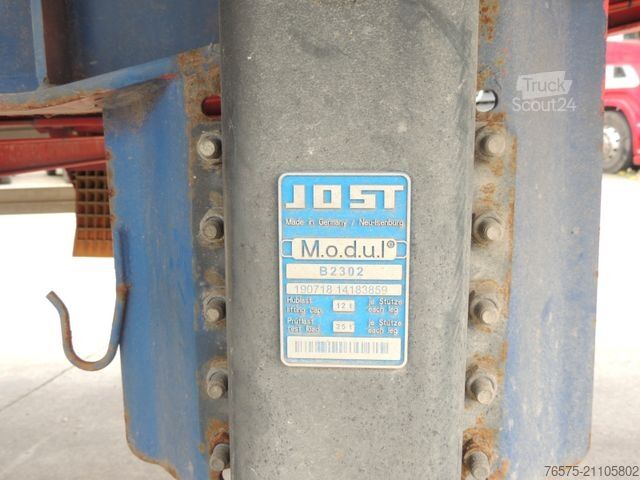 Truck
Scout24
JOST
Made in Germany / Neu-Isenburg
M.o.d.u.l®
B2302
190718 14183859
Hublast 12 t je Stütze
lifting cap. each leg
Prüflast 25 t je Stütze
test load each leg
76575-21105802